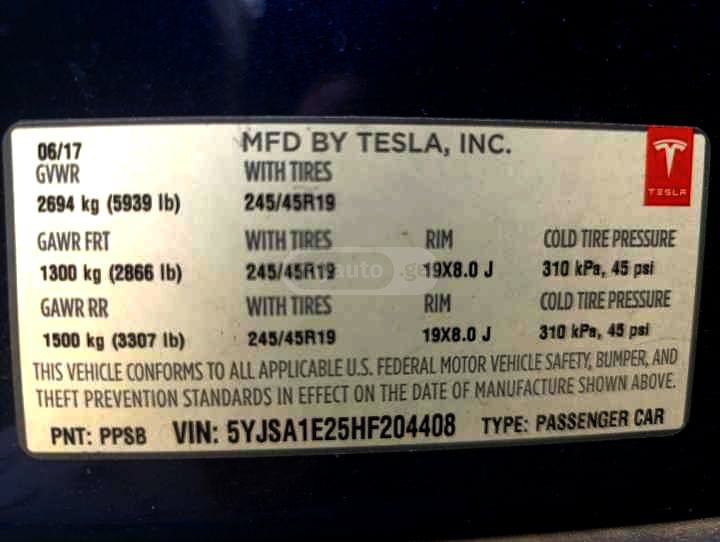 06/17 MFD BY TESLA, INC.
GVWR WITH TIRES
2694 kg (5939 lb) 245/45R19
TESLA
GAWR FRT WITH TIRES RIM COLD TIRE PRESSURE
1300 kg (2866 lb) 245/45R19 19X8.0 J 310 kPa, 45 psi
auto.ge
GAWR RR WITH TIRES RIM COLD TIRE PRESSURE
1500 kg (3307 lb) 245/45R19 19X8.0 J 310 kPa, 45 psi
THIS VEHICLE CONFORMS TO ALL APPLICABLE U.S. FEDERAL MOTOR VEHICLE SAFETY, BUMPER, AND
THEFT PREVENTION STANDARDS IN EFFECT ON THE DATE OF MANUFACTURE SHOWN ABOVE.
PNT: PPSB VIN: 5YJSA1E25HF204408 TYPE: PASSENGER CAR